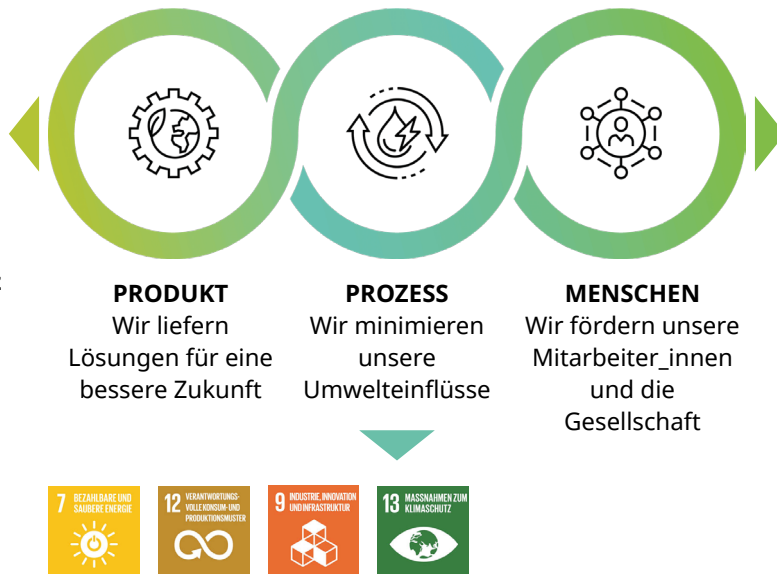 PRODUKT
Wir liefern
Lösungen für eine
bessere Zukunft
PROZESS
Wir minimieren
unsere
Umwelteinflüsse
MENSCHEN
Wir fördern unsere
Mitarbeiter_innen
und die
Gesellschaft
7 BEZAHLBARE UND
SAUBERE ENERGIE
12 VERANTWORTUNGS-
VOLLE KONSUM- UND
PRODUKTIONSMUSTER
9 INDUSTRIE, INNOVATION
UND INFRASTRUKTUR
13 MASSNAHMEN ZUM
KLIMASCHUTZ